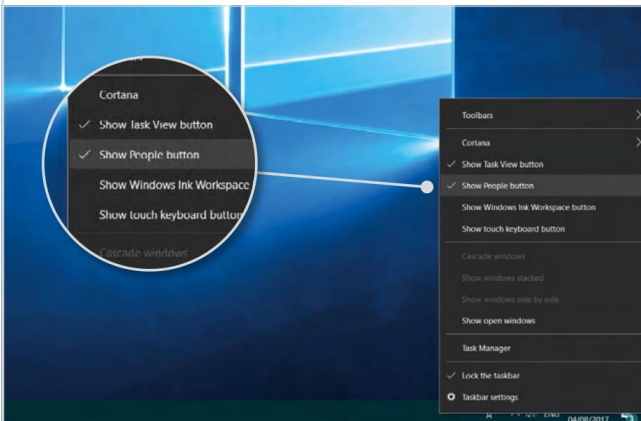 Cortana
Show Task View button
Show People button
Show Windows Ink Workspace
Show touch keyboard button
Cascade windows
Toolbars
Cortana
Show Task View button
Show People button
Show Windows Ink Workspace button
Show touch keyboard button
Cascade windows
Show windows stacked
Show windows side by side
Show open windows
Task Manager
Lock the taskbar
Taskbar settings
ENG
04/08/2017